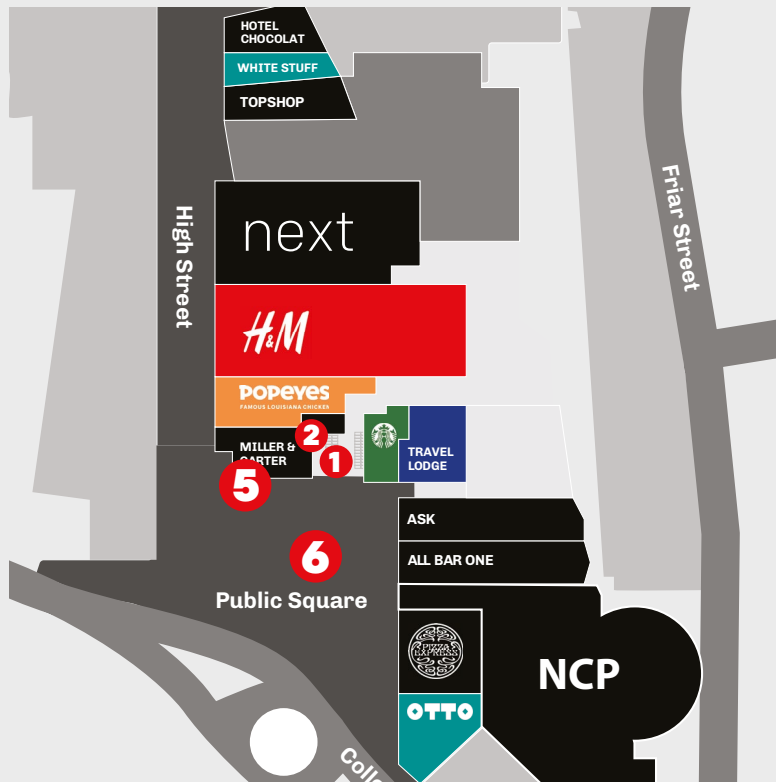 HOTEL
CHOCOLAT
WHITE STUFF
TOPSHOP
High Street
Friar Street
next
H&M
POPEYES
FAMOUS LOUISIANA CHICKEN
MILLER &
CARTER
2
1
5
TRAVEL
LODGE
ASK
6
ALL BAR ONE
Public Square
PIZZA
EXPRESS
NCP
OTTO
Colle